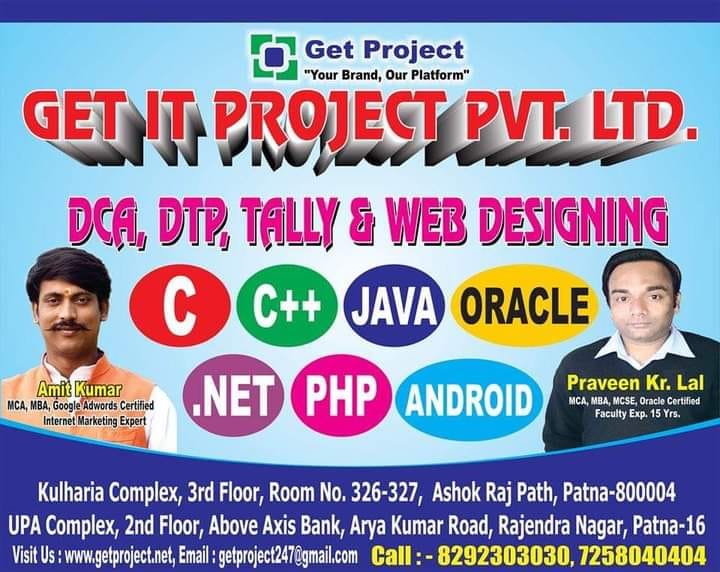 Get Project
"Your Brand, Our Platform"
GET IT PROJECT PVT. LTD.
DCA, DTP, TALLY & WEB DESIGNING
C C++ JAVA ORACLE
.NET PHP ANDROID
Amit Kumar
MCA, MBA, Google Adwords Certified
Internet Marketing Expert
Praveen Kr. Lal
MCA, MBA, MCSE, Oracle Certified
Faculty Exp. 15 Yrs.
Kulharia Complex, 3rd Floor, Room No. 326-327, Ashok Raj Path, Patna-800004
UPA Complex, 2nd Floor, Above Axis Bank, Arya Kumar Road, Rajendra Nagar, Patna-16
Visit Us : www.getproject.net, Email : getproject247@gmail.com Call : - 8292303030, 7258040404